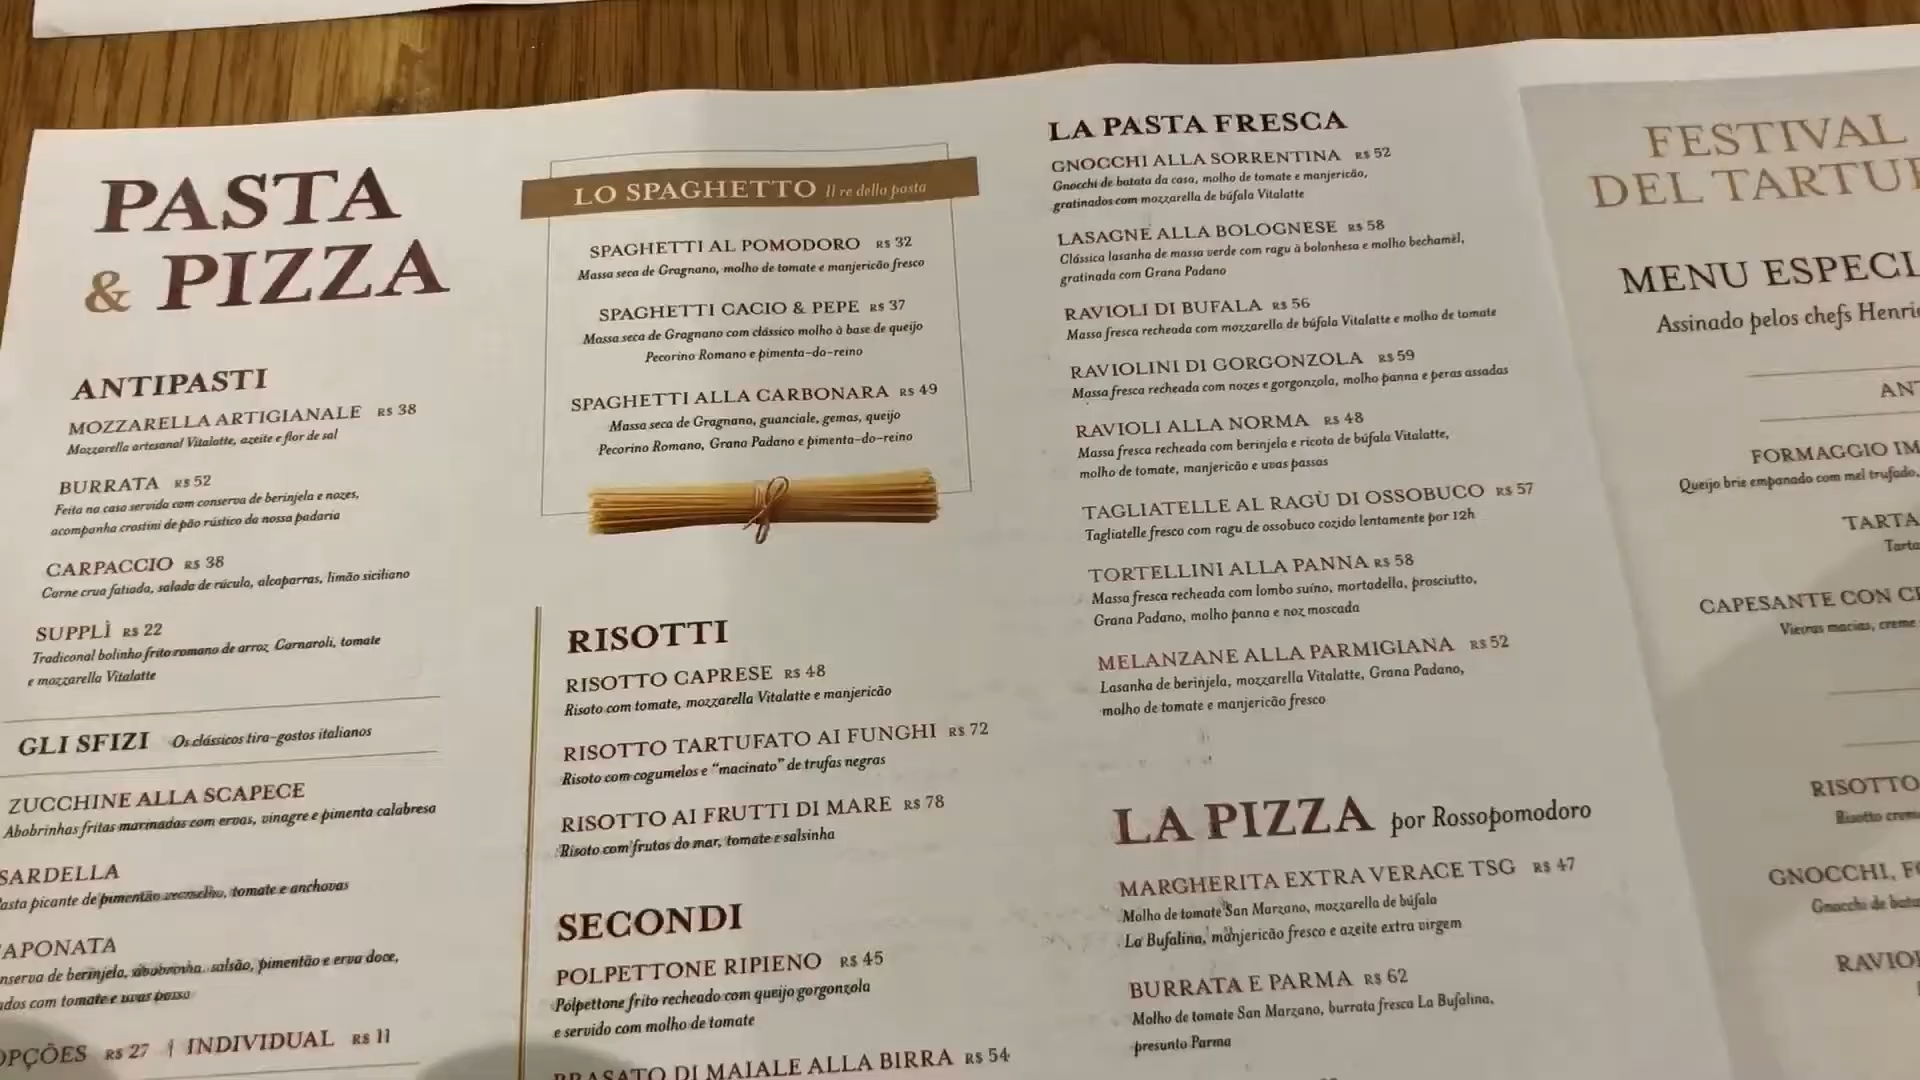 PASTA
& PIZZA
ANTIPASTI
MOZZARELLA ARTIGIANALE R$ 38
Mozzarella artesanal Vitalatte, azeite e flor de sal
BURRATA R$ 52
Feita na casa servida com conserva de berinjela e nozes,
acompanha crostini de pão rústico da nossa padaria
CARPACCIO R$ 38
Carne crua fatiada, salada de rúcula, alcaparras, limão siciliano
SUPPLÌ R$ 22
Tradiconal bolinho frito romano de arroz Carnaroli, tomate
e mozzarella Vitalatte
GLI SFIZI Os clássicos tira-gostos italianos
ZUCCHINE ALLA SCAPECE
Abobrinhas fritas marinadas com ervas, vinagre e pimenta calabresa
SARDELLA
picante de pimentão vermelho, tomate e anchovas
berinjela, abobrinha, salsão, pimentão e erva doce,
com tomate e uvas passa
R$ 27 | INDIVIDUAL R$ 11
LO SPAGHETTO Il re della pasta
SPAGHETTI AL POMODORO R$ 32
Massa seca de Gragnano, molho de tomate e manjericão fresco
SPAGHETTI CACIO & PEPE R$ 37
Massa seca de Gragnano com clássico molho à base de queijo
Pecorino Romano e pimenta-do-reino
SPAGHETTI ALLA CARBONARA R$ 49
Massa seca de Gragnano, guanciale, gemas, queijo
Pecorino Romano, Grana Padano e pimenta-do-reino
RISOTTI
RISOTTO CAPRESE R$ 48
Risoto com tomate, mozzarella Vitalatte e manjericão
RISOTTO TARTUFATO AI FUNGHI R$ 72
Risoto com cogumelos e "macinato" de trufas negras
RISOTTO AI FRUTTI DI MARE R$ 78
Risoto com frutos do mar, tomate e salsinha
SECONDI
POLPETTONE RIPIENO R$ 45
Polpettone frito recheado com queijo gorgonzola
e servido com molho de tomate
BRASATO DI MAIALE ALLA BIRRA R$ 54
LA PASTA FRESCA
GNOCCHI ALLA SORRENTINA R$ 52
Gnocchi de batata da casa, molho de tomate e manjericão,
gratinados com mozzarella de búfala Vitalatte
LASAGNE ALLA BOLOGNESE R$ 58
Clássica lasanha de massa verde com ragu à bolonhesa e molho bechamèl,
gratinada com Grana Padano
RAVIOLI DI BUFALA R$ 56
Massa fresca recheada com mozzarella de búfala Vitalatte e molho de tomate
RAVIOLINI DI GORGONZOLA R$ 59
Massa fresca recheada com nozes e gorgonzola, molho panna e peras assadas
RAVIOLI ALLA NORMA R$ 48
Massa fresca recheada com berinjela e ricota de búfala Vitalatte,
molho de tomate, manjericão e uvas passas
TAGLIATELLE AL RAGÙ DI OSSOBUCO R$ 57
Tagliatelle fresco com ragu de ossobuco cozido lentamente por 12h
TORTELLINI ALLA PANNA R$ 58
Massa fresca recheada com lombo suíno, mortadella, prosciutto,
Grana Padano, molho panna e noz moscada
MELANZANE ALLA PARMIGIANA R$ 52
Lasanha de berinjela, mozzarella Vitalatte, Grana Padano,
molho de tomate e manjericão fresco
LA PIZZA por Rossopomodoro
MARGHERITA EXTRA VERACE TSG R$ 47
Molho de tomate San Marzano, mozzarella de búfala
La Bufalina, manjericão fresco e azeite extra virgem
BURRATA E PARMA R$ 62
Molho de tomate San Marzano, burrata fresca La Bufalina,
presunto Parma
FESTIVAL
DEL
MENU
Assinado pelos chefs
FORMAGGIO
Queijo brie empanado com mel trufado,
CAPESANTE CON
Vieiras macias, creme
RISOTTO
GNOCCHI,
Gnocchi de